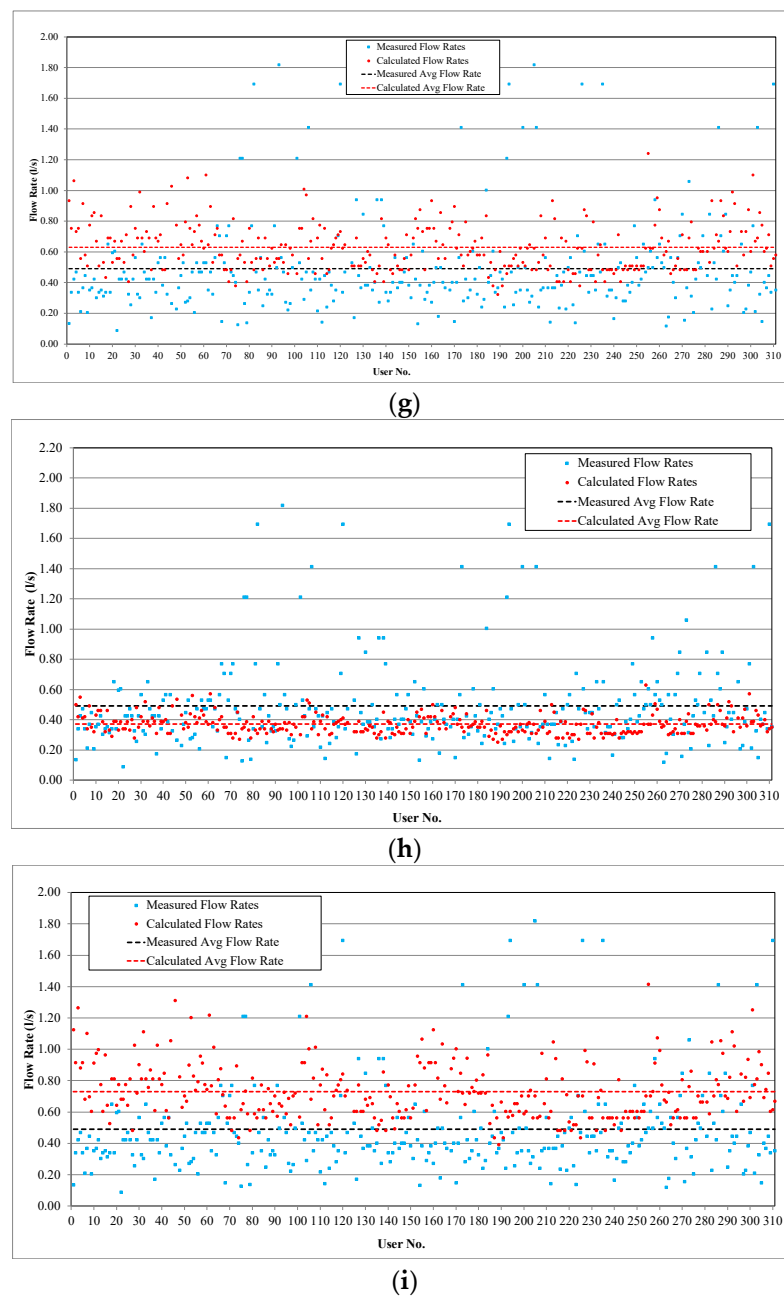 (g)
2.00
1.80
1.60
1.40
1.20
1.00
0.80
0.60
0.40
0.20
0.00
Flow Rate (l/s)
Measured Flow Rates
Calculated Flow Rates
Measured Avg Flow Rate
Calculated Avg Flow Rate
0 10 20 30 40 50 60 70 80 90 100 110 120 130 140 150 160 170 180 190 200 210 220 230 240 250 260 270 280 290 300 310
User No.
(g)
2.20
2.00
1.80
1.60
1.40
1.20
1.00
0.80
0.60
0.40
0.20
0.00
Flow Rate (l/s)
Measured Flow Rates
Calculated Flow Rates
Measured Avg Flow Rate
Calculated Avg Flow Rate
0 10 20 30 40 50 60 70 80 90 100 110 120 130 140 150 160 170 180 190 200 210 220 230 240 250 260 270 280 290 300 310
User No.
(h)
2.00
1.80
1.60
1.40
1.20
1.00
0.80
0.60
0.40
0.20
0.00
Flow Rate (l/s)
Measured Flow Rates
Calculated Flow Rates
Measured Avg Flow Rate
Calculated Avg Flow Rate
0 10 20 30 40 50 60 70 80 90 100 110 120 130 140 150 160 170 180 190 200 210 220 230 240 250 260 270 280 290 300 310
User No.
(i)